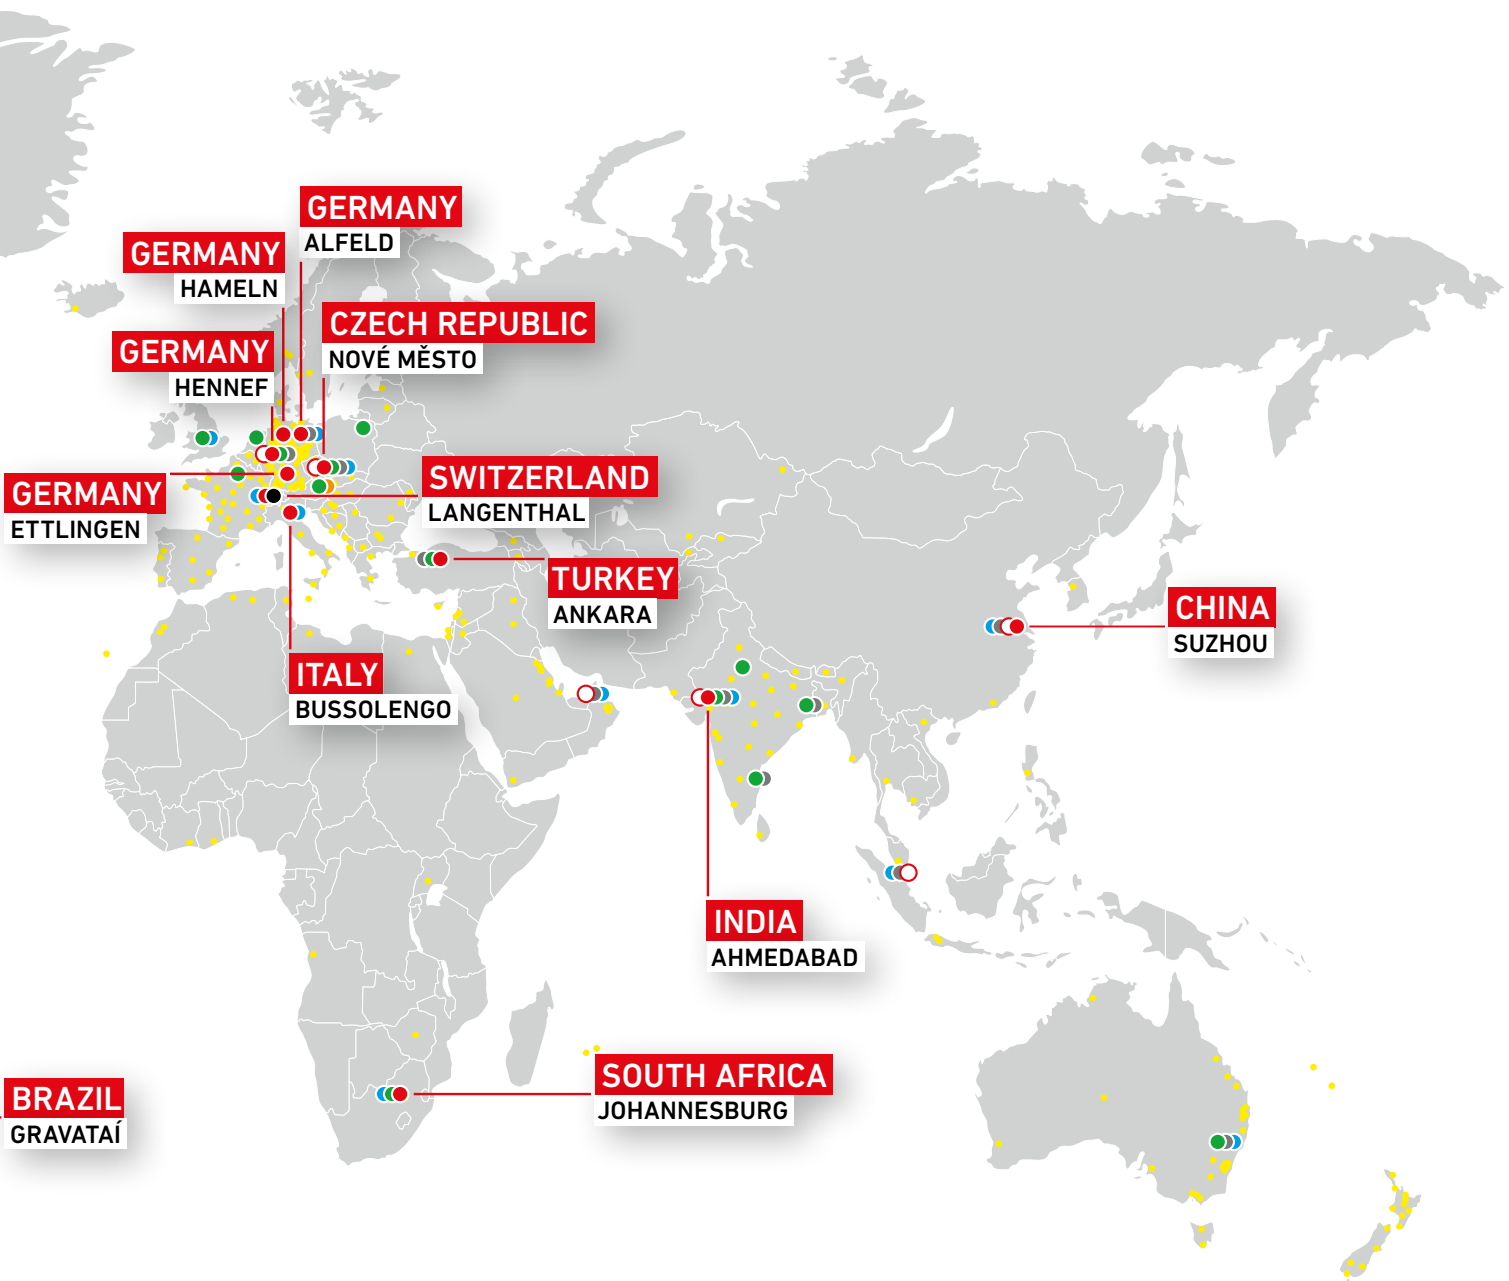 GERMANY
ALFELD
GERMANY
HAMELN
CZECH REPUBLIC
NOVÉ MĚSTO
GERMANY
HENNEF
SWITZERLAND
LANGENTHAL
GERMANY
ETTLINGEN
TURKEY
ANKARA
CHINA
SUZHOU
ITALY
BUSSOLENGO
INDIA
AHMEDABAD
SOUTH AFRICA
JOHANNESBURG
BRAZIL
GRAVATAÍ